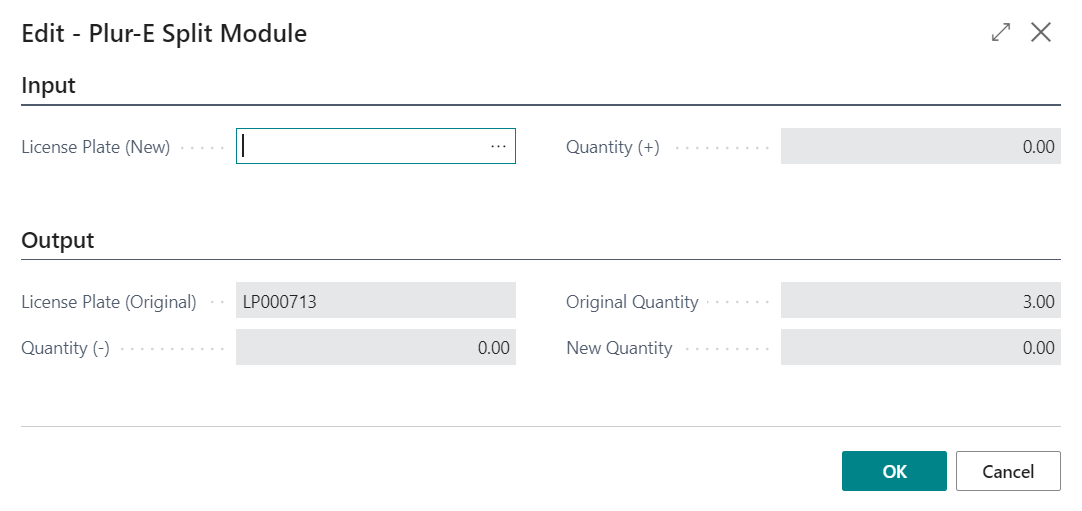 Edit - Plur-E Split Module
Input
License Plate (New) ... Quantity (+) 0.00
Output
License Plate (Original) LP000713 Original Quantity 3.00
Quantity (-) 0.00 New Quantity 0.00
OK Cancel